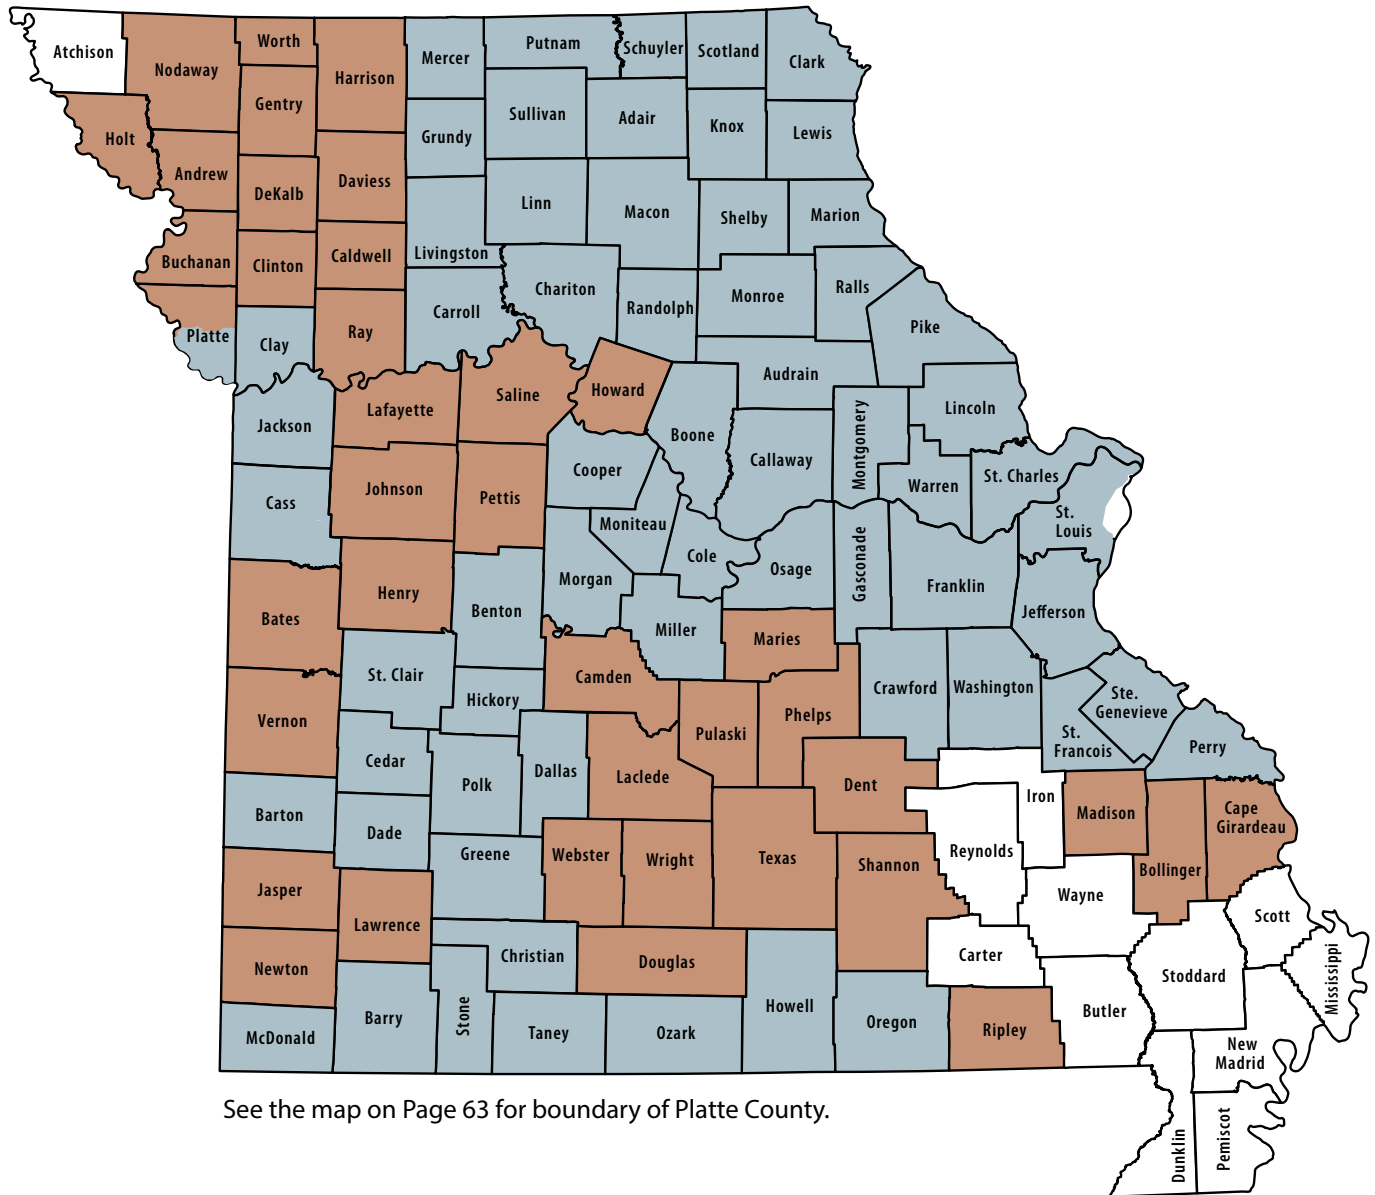 Atchison
Nodaway
Worth
Harrison
Mercer
Putnam
Schuyler
Scotland
Clark
Gentry
Sullivan
Adair
Knox
Lewis
Holt
Grundy
Andrew
DeKalb
Daviess
Linn
Macon
Shelby
Marion
Buchanan
Clinton
Caldwell
Livingston
Chariton
Randolph
Monroe
Ralls
Pike
Platte
Clay
Ray
Carroll
Audrain
Saline
Howard
Lafayette
Lincoln
Jackson
Boone
Callaway
Montgomery
Warren
St. Charles
Cooper
Johnson
Pettis
Cass
St.
Louis
Moniteau
Cole
Osage
Gasconade
Franklin
Morgan
Henry
Benton
Jefferson
Bates
Miller
Maries
St. Clair
Camden
Hickory
Crawford
Washington
Ste.
Genevieve
Vernon
Phelps
Pulaski
St.
Francois
Perry
Cedar
Polk
Dallas
Laclede
Dent
Iron
Madison
Cape
Girardeau
Barton
Dade
Greene
Webster
Wright
Texas
Shannon
Reynolds
Bollinger
Jasper
Wayne
Lawrence
Scott
Christian
Douglas
Carter
Newton
Stoddard
Mississippi
Barry
Stone
Howell
Butler
McDonald
Taney
Ozark
Oregon
Ripley
New
Madrid
Dunklin
Pemiscot
See the map on Page 63 for boundary of Platte County.